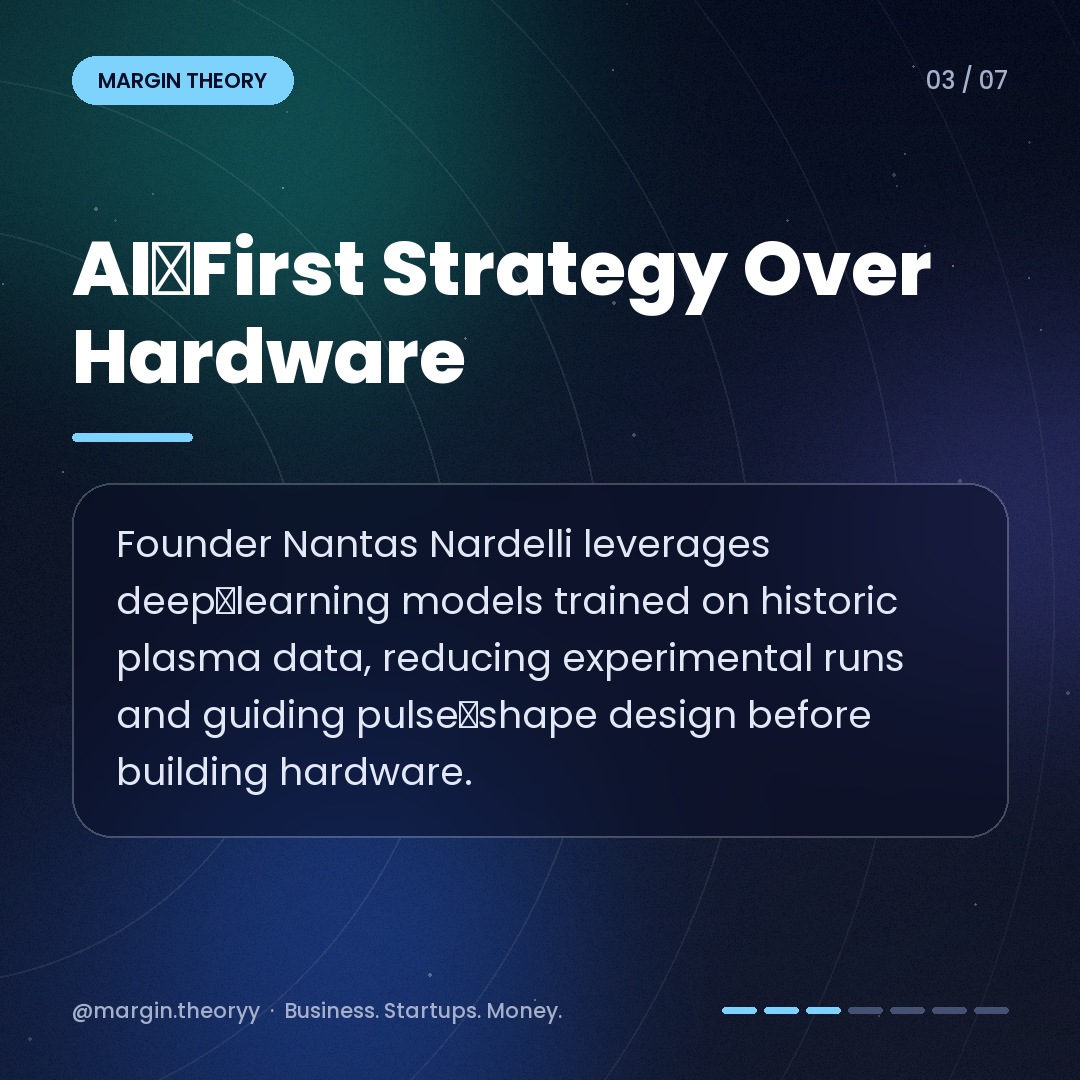 MARGIN THEORY
03 / 07
AI☒First Strategy Over
Hardware
Founder Nantas Nardelli leverages
deep☒learning models trained on historic
plasma data, reducing experimental runs
and guiding pulse☒shape design before
building hardware.
@margin.theoryy · Business. Startups. Money.